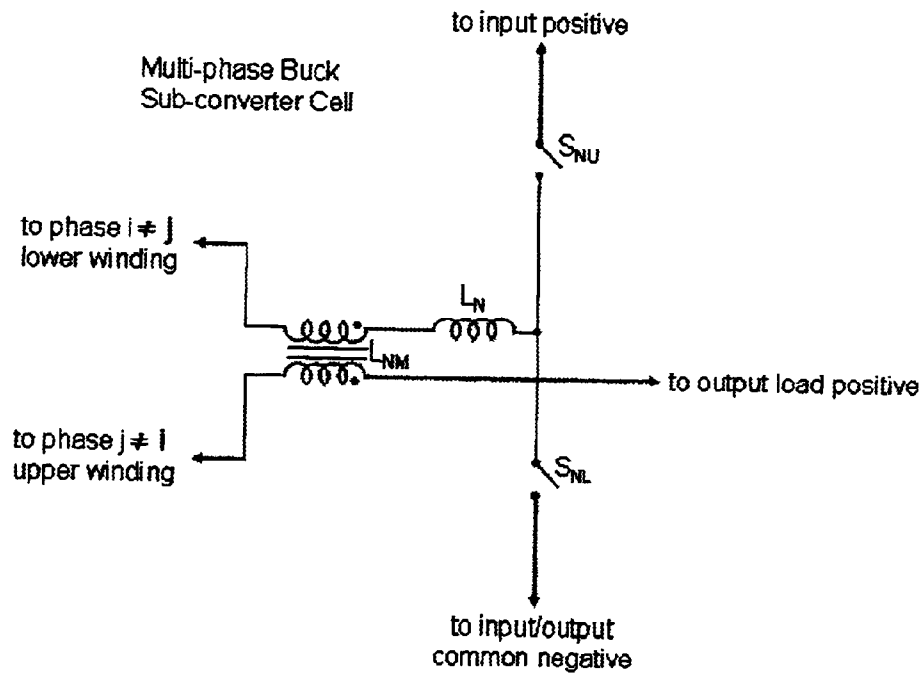 to input positive
Multi-phase Buck
Sub-converter Cell
S_NU
to phase i ≠ j
lower winding
L_N
L_NM
to output load positive
to phase j ≠ i
upper winding
S_NL
to input/output
common negative